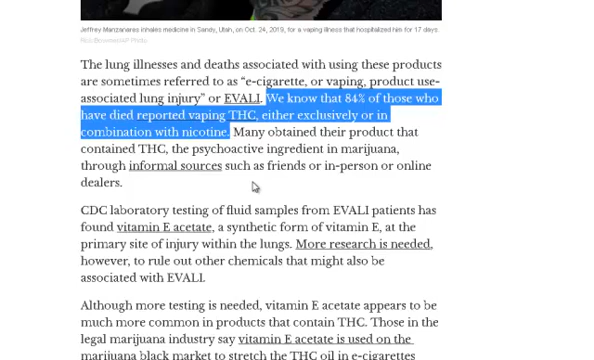 Jeffrey Manzanares inhales medicine in Sandy, Utah, on Oct. 24, 2019, for a vaping illness that hospitalized him for 17 days
The lung illnesses and deaths associated with using these products
are sometimes referred to as “e-cigarette, or vaping, product use-
associated lung injury” or EVALI. We know that 84% of those who
have died reported vaping THC, either exclusively or in
combination with nicotine. Many obtained their product that
contained THC, the psychoactive ingredient in marijuana,
through informal sources such as friends or in-person or online
dealers.
CDC laboratory testing of fluid samples from EVALI patients has
found vitamin E acetate, a synthetic form of vitamin E, at the
primary site of injury within the lungs. More research is needed,
however, to rule out other chemicals that might also be
associated with EVALI.
Although more testing is needed, vitamin E acetate appears to be
much more common in products that contain THC. Those in the
legal marijuana industry say vitamin E acetate is used on the
marijuana black market to stretch the THC oil in e-cigarettes